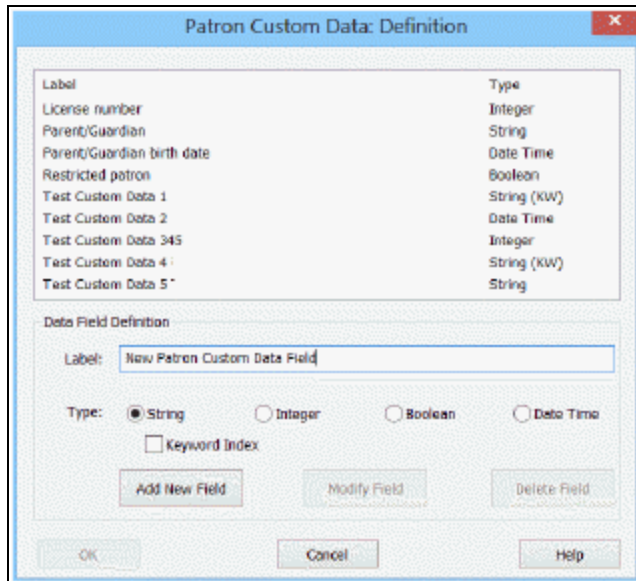 Patron Custom Data: Definition
Label Type
License number Integer
Parent/Guardian String
Parent/Guardian birth date Date Time
Restricted patron Boolean
Test Custom Data 1 String (KW)
Test Custom Data 2 Date Time
Test Custom Data 345 Integer
Test Custom Data 4 String (KW)
Test Custom Data 5 String
Data Field Definition
Label: New Patron Custom Data Field
Type: String Integer Boolean Date Time
Keyword Index
Add New Field Modify Field Delete Field
OK Cancel Help